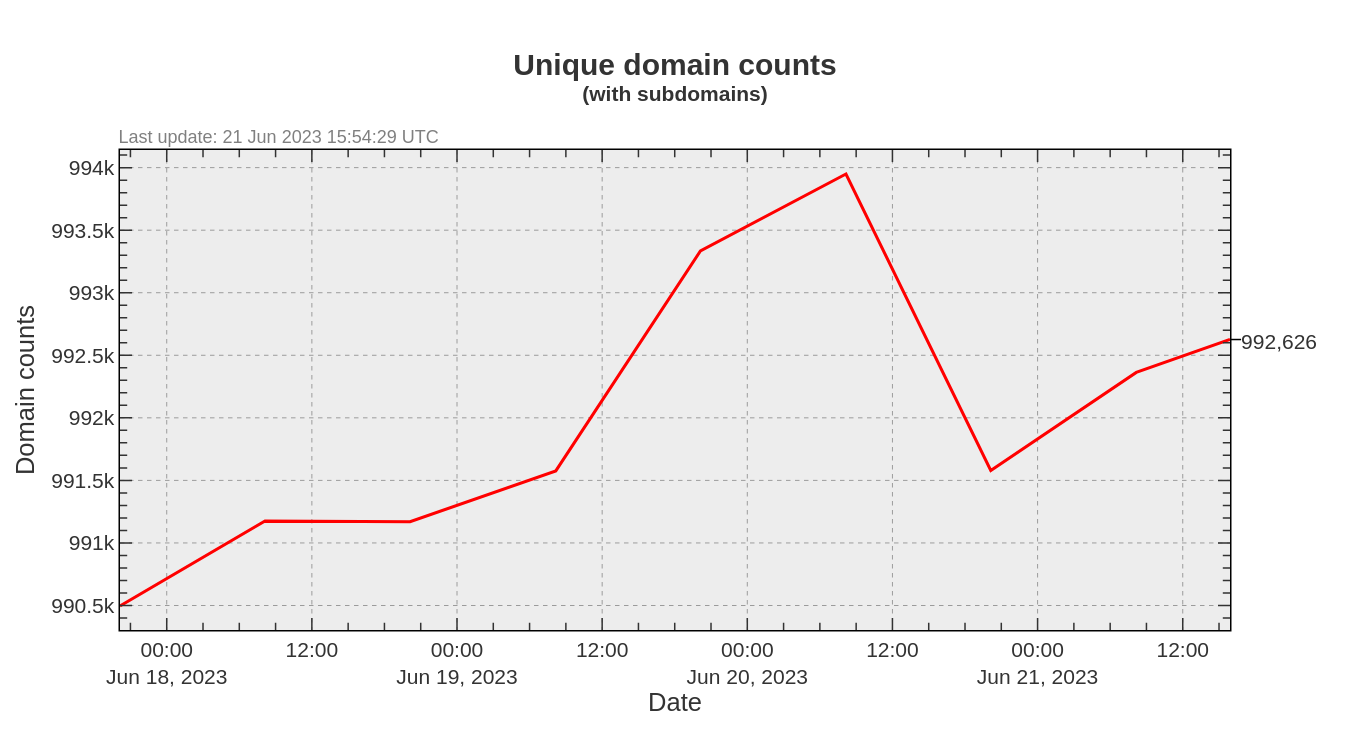 Unique domain counts
(with subdomains)
Last update: 21 Jun 2023 15:54:29 UTC
994k
993.5k
993k
992.5k
992k
991.5k
991k
990.5k
Domain counts
992,626
00:00 12:00 00:00 12:00 00:00 12:00 00:00 12:00
Jun 18, 2023 Jun 19, 2023 Jun 20, 2023 Jun 21, 2023
Date